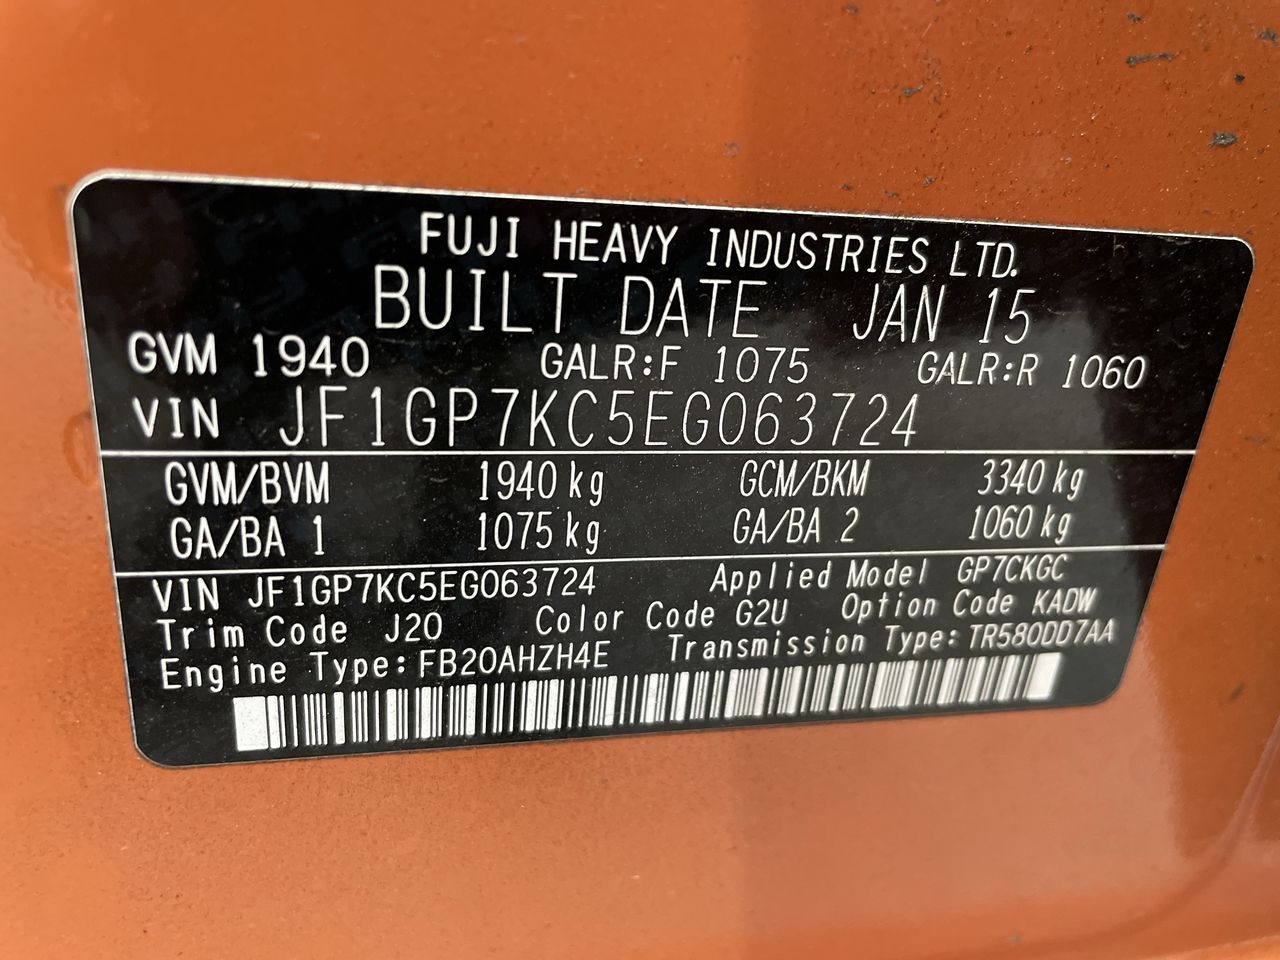 FUJI HEAVY INDUSTRIES LTD.
BUILT DATE JAN 15
GVM 1940 GALR:F 1075 GALR:R 1060
VIN JF1GP7KC5EG063724
GVM/BVM 1940 kg GCM/BKM 3340 kg
GA/BA 1 1075 kg GA/BA 2 1060 kg
VIN JF1GP7KC5EG063724 Applied Model GP7CKGC
Trim Code J20 Color Code G2U Option Code KADW
Engine Type: FB20AHZH4E Transmission Type: TR580DD7AA